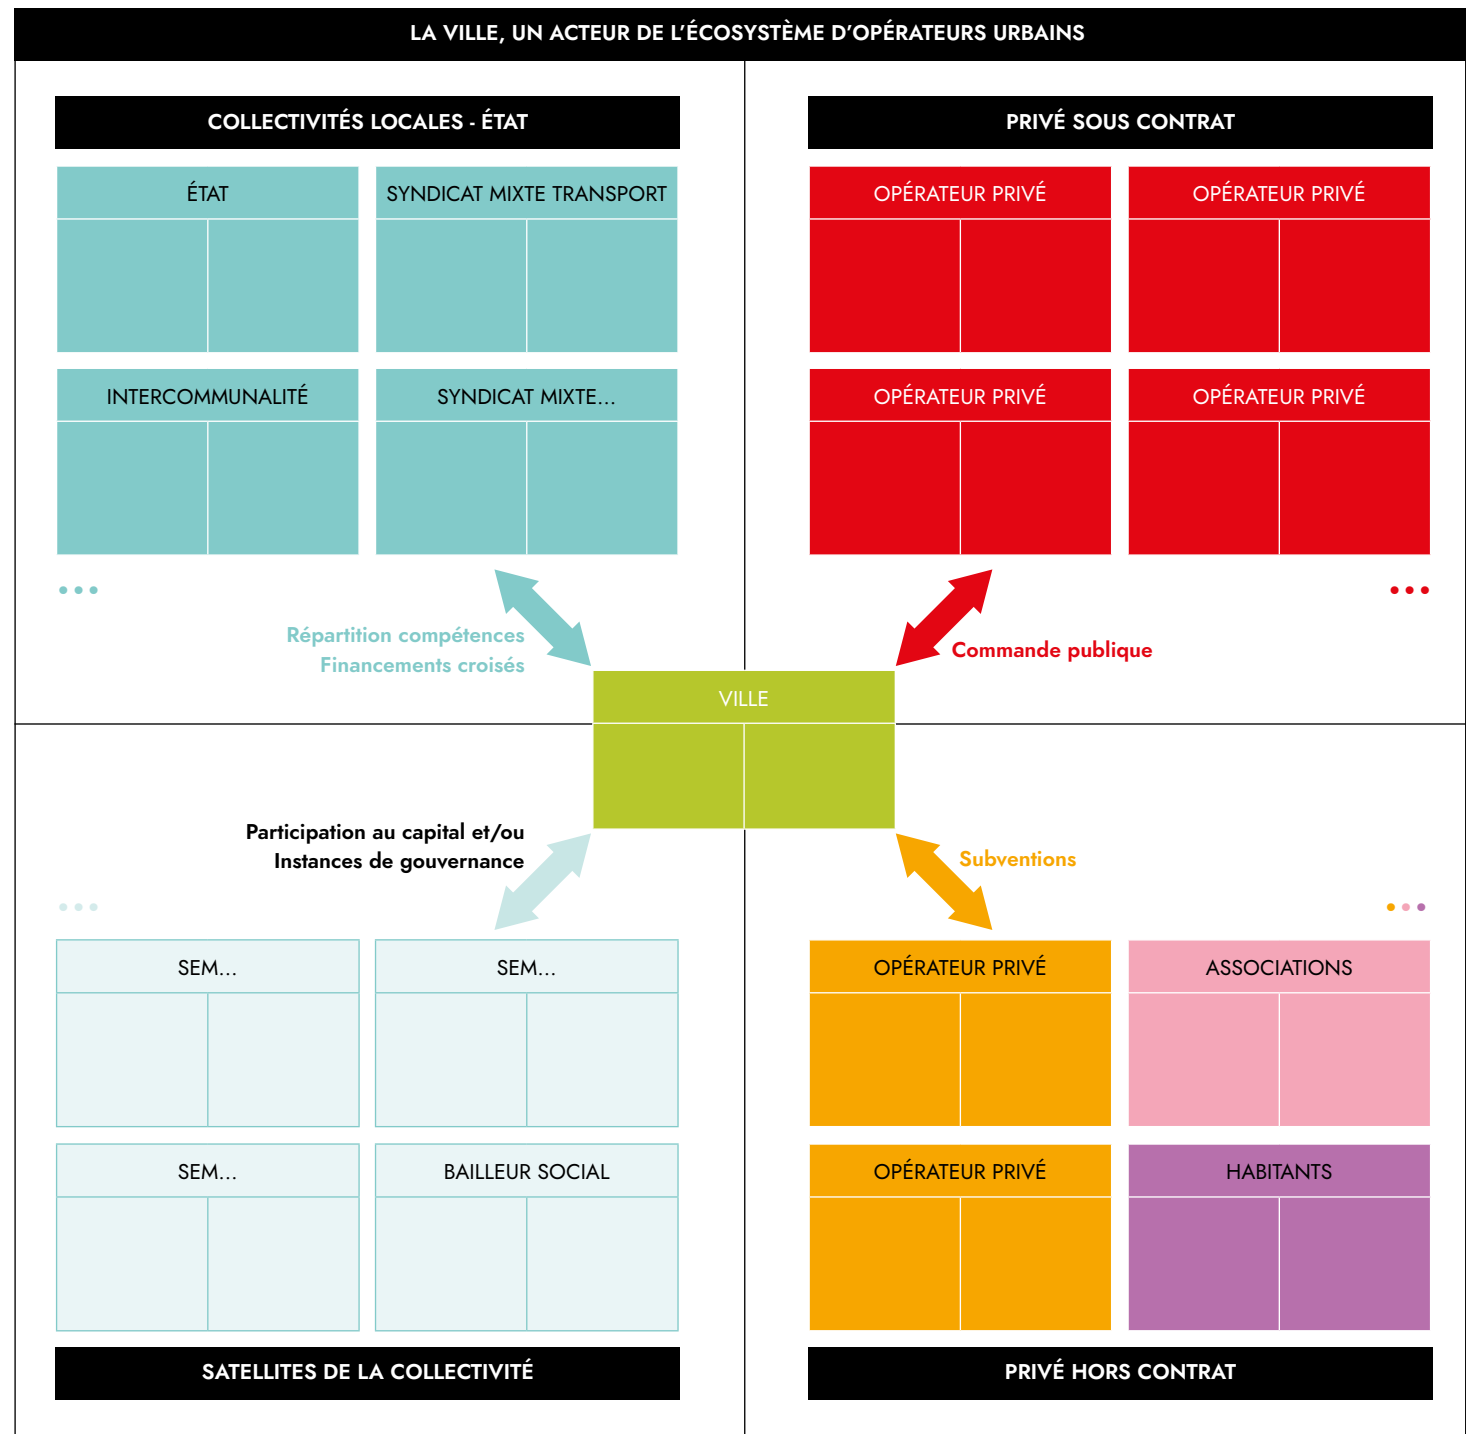 LA VILLE, UN ACTEUR DE L'ÉCOSYSTÈME D'OPÉRATEURS URBAINS
COLLECTIVITÉS LOCALES - ÉTAT
ÉTAT
SYNDICAT MIXTE TRANSPORT
INTERCOMMUNALITÉ
SYNDICAT MIXTE...
Répartition compétences
Financements croisés
PRIVÉ SOUS CONTRAT
OPÉRATEUR PRIVÉ
OPÉRATEUR PRIVÉ
OPÉRATEUR PRIVÉ
OPÉRATEUR PRIVÉ
Commande publique
VILLE
Participation au capital et/ou
Instances de gouvernance
SEM...
SEM...
SEM...
BAILLEUR SOCIAL
SATELLITES DE LA COLLECTIVITÉ
Subventions
OPÉRATEUR PRIVÉ
ASSOCIATIONS
OPÉRATEUR PRIVÉ
HABITANTS
PRIVÉ HORS CONTRAT